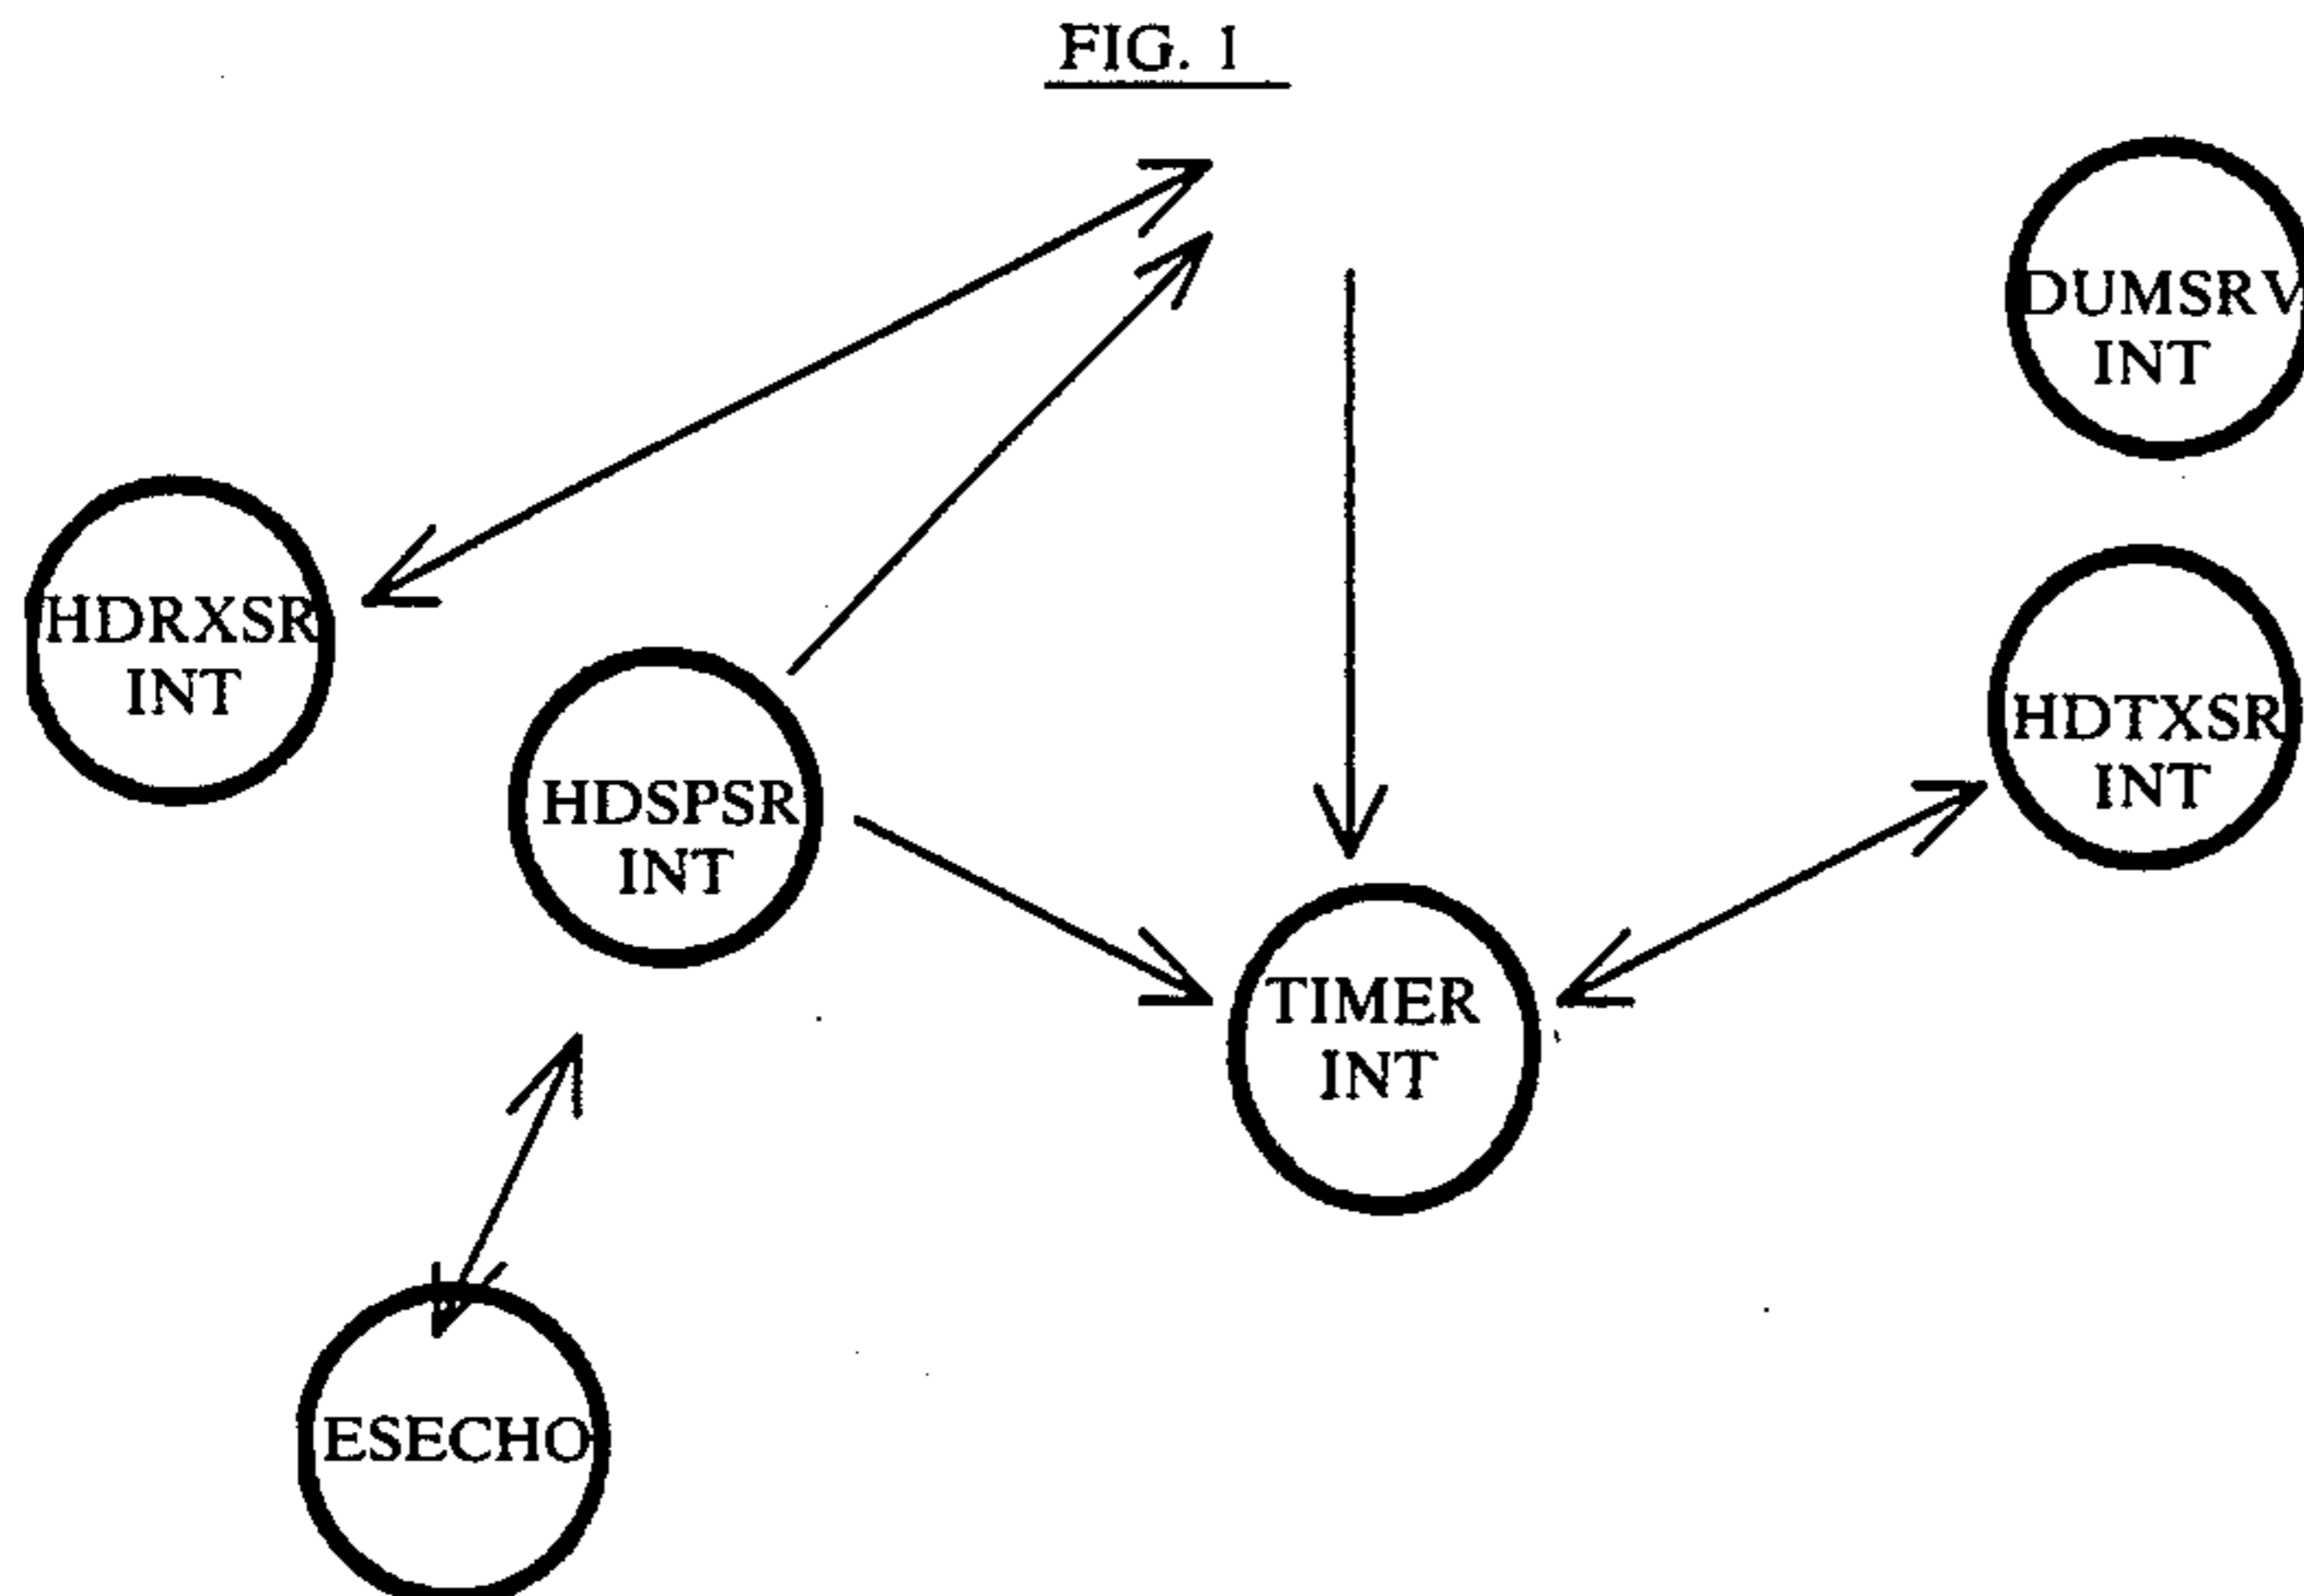 FIG. 1
DUMSRV
INT
HDRXSR
INT
HDSPSR
INT
HDTXSR
INT
TIMER
INT
ESECHO